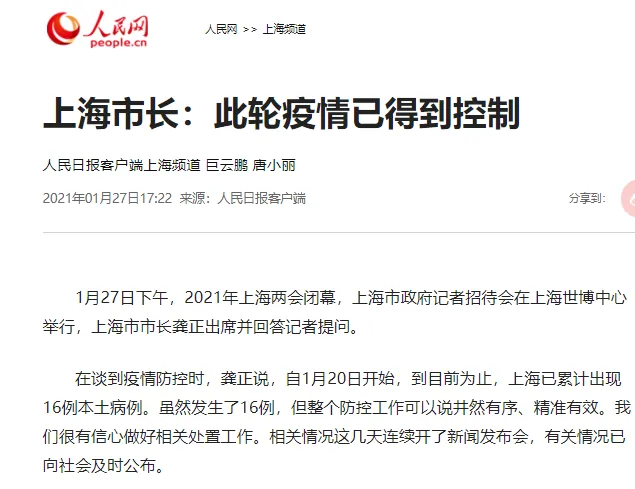 人民网
people.cn
人民网 >> 上海频道
上海市长：此轮疫情已得到控制
人民日报客户端上海频道 巨云鹏 唐小丽
2021年01月27日17:22 来源：人民日报客户端
分享到：
1月27日下午，2021年上海两会闭幕，上海市政府记者招待会在上海世博中心
举行，上海市市长龚正出席并回答记者提问。
在谈到疫情防控时，龚正说，自1月20日开始，到目前为止，上海已累计出现
16例本土病例。虽然发生了16例，但整个防控工作可以说井然有序、精准有效。我
们很有信心做好相关处置工作。相关情况这几天连续开了新闻发布会，有关情况已
向社会及时公布。